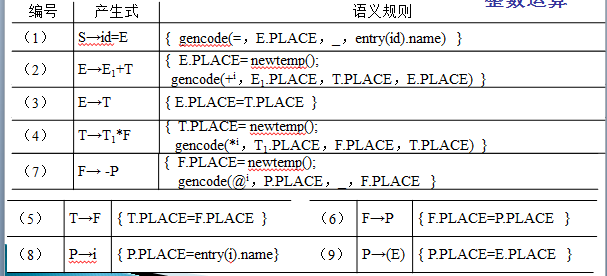 整数运算
编号 产生式 语义规则
（1） S→id=E { gencode(=，E.PLACE，_，entry(id).name) }
（2） E→E1+T { E.PLACE= newtemp();
gencode(+i，E1.PLACE，T.PLACE，E.PLACE) }
（3） E→T { E.PLACE=T.PLACE }
（4） T→T1*F { T.PLACE= newtemp();
gencode(*i，T1.PLACE，F.PLACE，T.PLACE) }
（7） F→ -P { F.PLACE= newtemp();
gencode(@i，P.PLACE，_，F.PLACE }
（5） T→F { T.PLACE=F.PLACE } （6） F→P { F.PLACE=P.PLACE }
（8） P→i { P.PLACE=entry(i).name} （9） P→(E) { P.PLACE=E.PLACE }